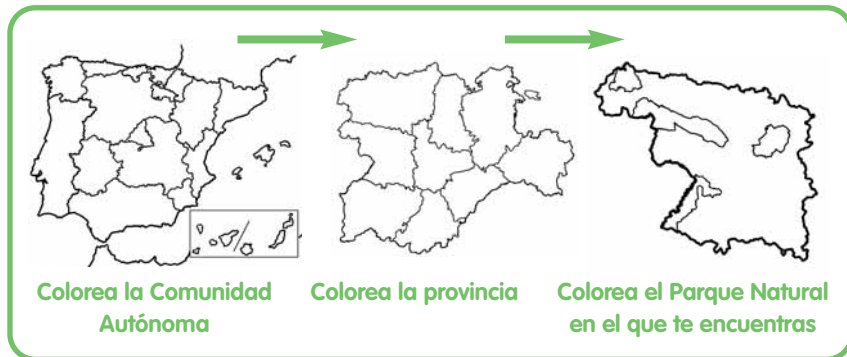 Colorea la Comunidad
Autónoma
Colorea la provincia
Colorea el Parque Natural
en el que te encuentras